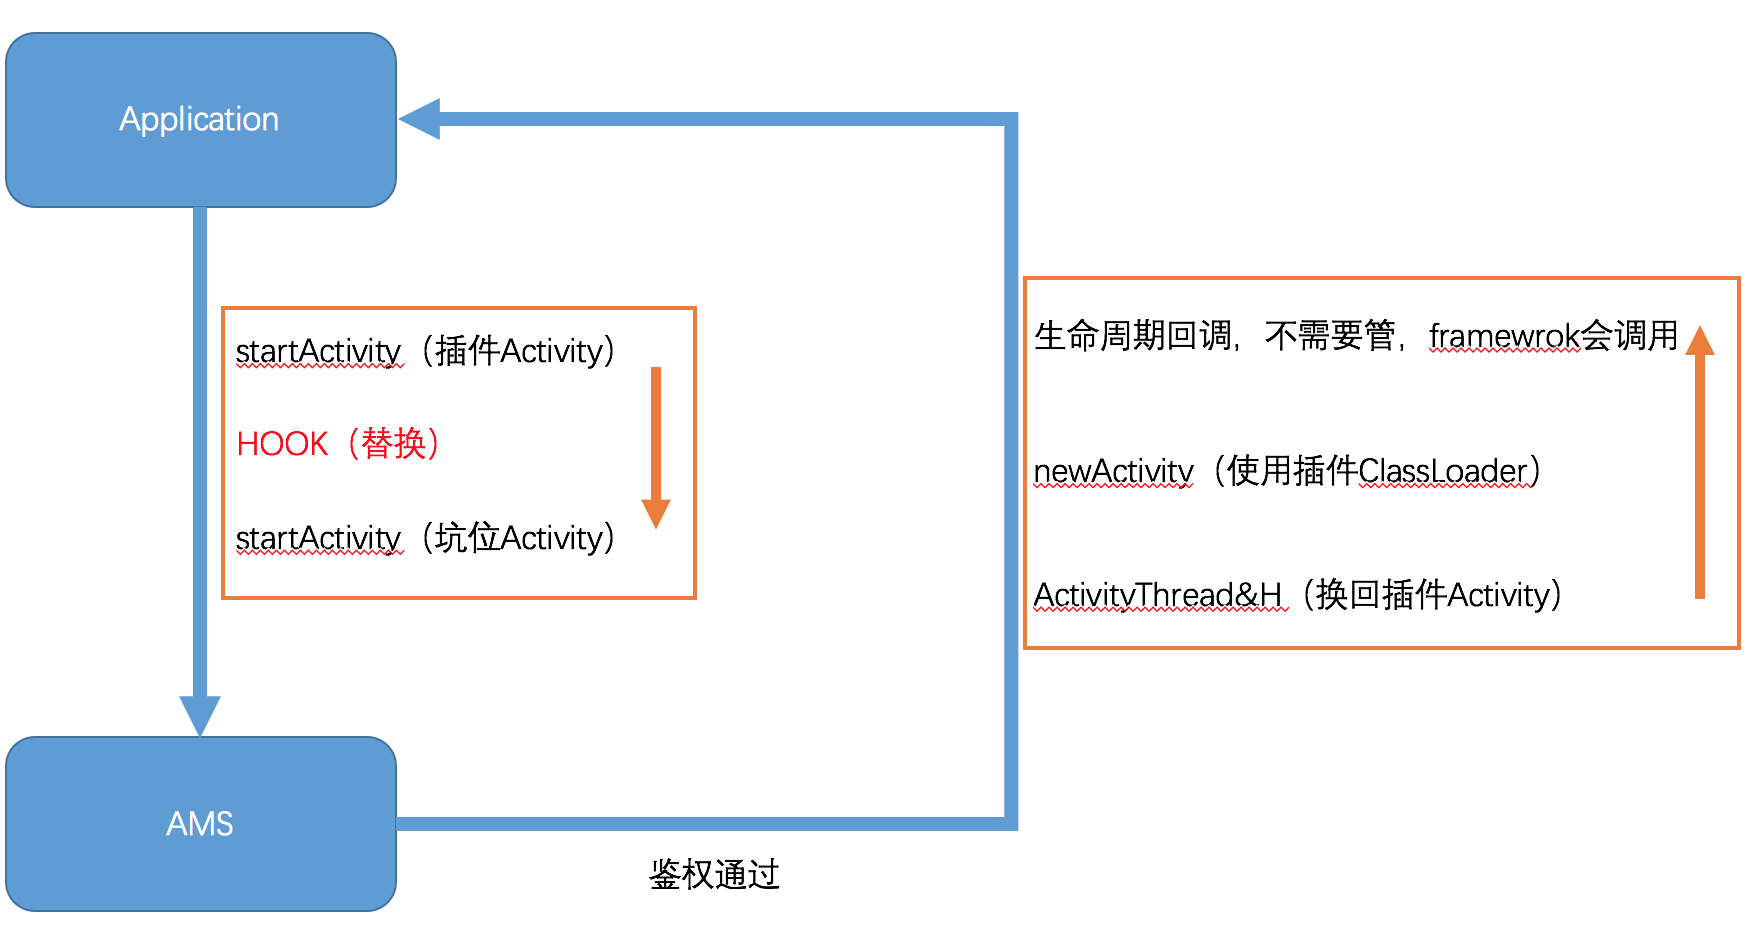 Application
startActivity（插件Activity）
HOOK（替换）
startActivity（坑位Activity）
生命周期回调，不需要管，framewrok会调用
newActivity（使用插件ClassLoader）
ActivityThread&H（换回插件Activity）
AMS
鉴权通过